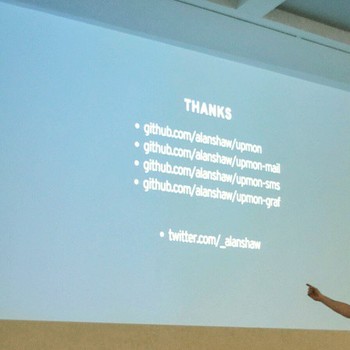 THANKS
• github.com/alanshaw/upmon
• github.com/alanshaw/upmon-mail
• github.com/alanshaw/upmon-sms
• github.com/alanshaw/upmon-graf
• twitter.com/_alanshaw